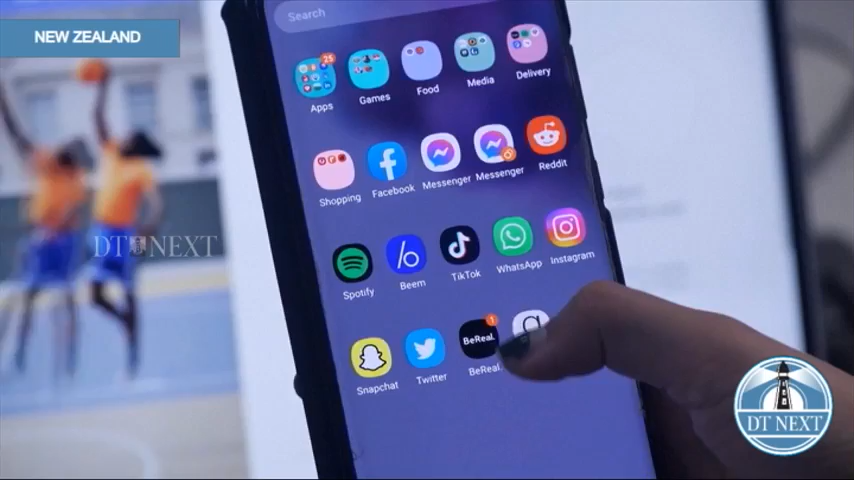 NEW ZEALAND
Search
25
Apps
Games
Food
Media
Delivery
Shopping
Facebook
Messenger
Messenger
Reddit
DT NEXT
Spotify
Beem
TikTok
WhatsApp
Instagram
BeReal.
1
Snapchat
Twitter
BeReal.
DT NEXT